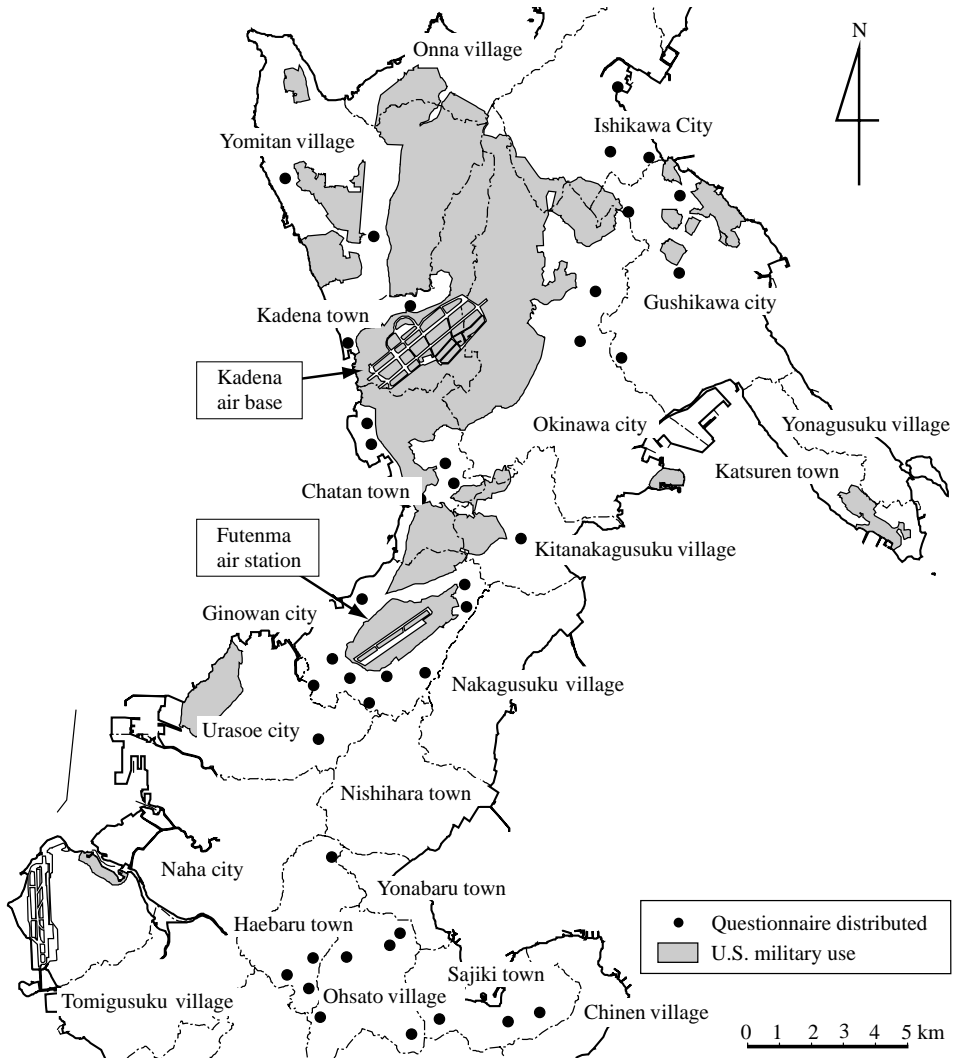 Onna village
N
Ishikawa City
Yomitan village
Kadena town
Gushikawa city
Kadena
air base
Okinawa city
Yonagusuku village
Katsuren town
Chatan town
Futenma
air station
Kitanakagusuku village
Ginowan city
Nakagusuku village
Urasoe city
Nishihara town
Naha city
Yonabaru town
Haebaru town
Questionnaire distributed
U.S. military use
Sajiki town
Tomigusuku village
Ohsato village
Chinen village
0 1 2 3 4 5 km